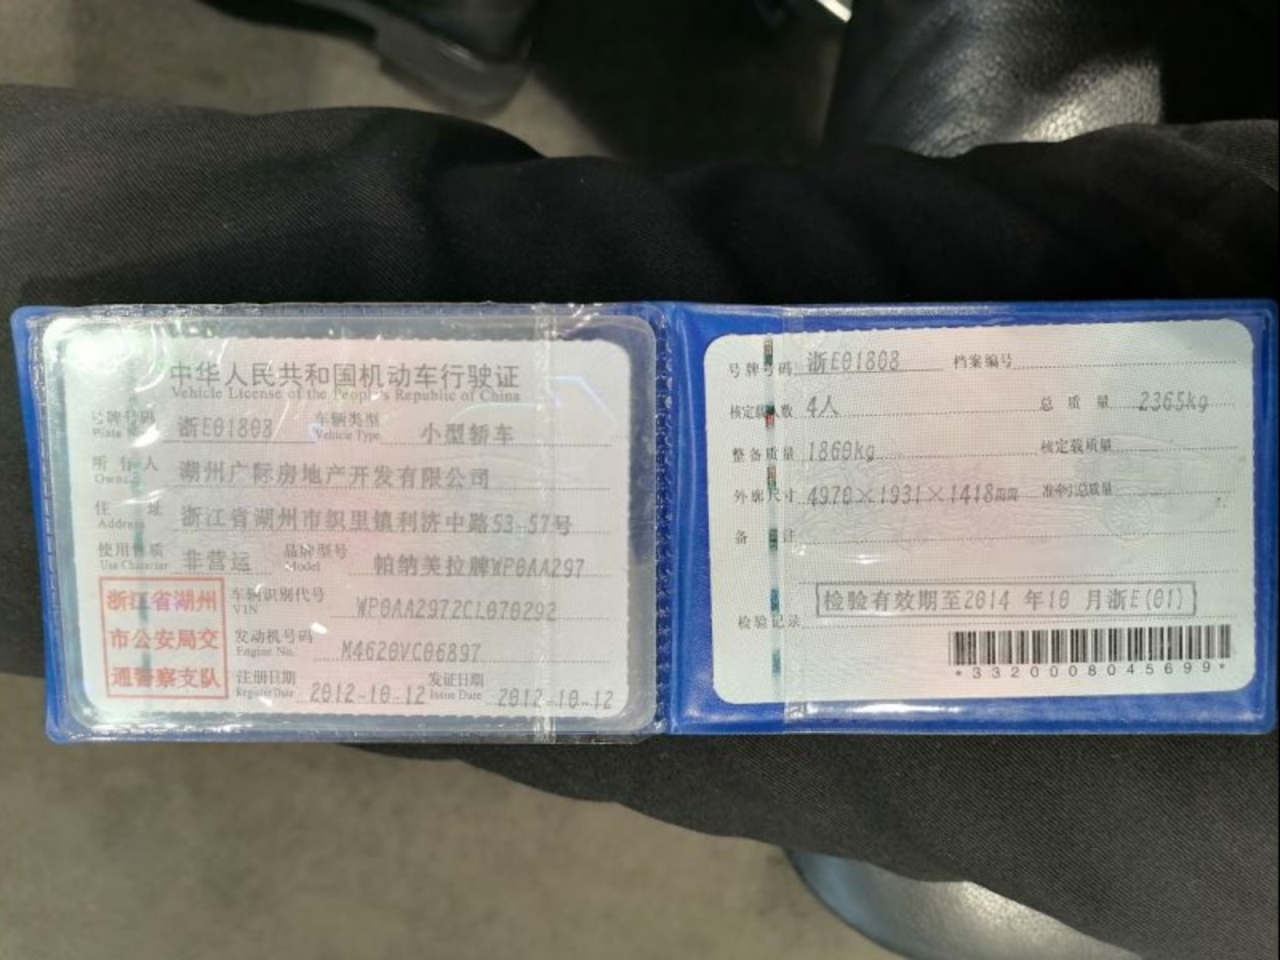 中华人民共和国机动车行驶证
Vehicle License of the People's Republic of China
号牌号码 浙E01808 车辆类型 小型轿车
Plate No. Vehicle Type
所有人 湖州广际房地产开发有限公司
Owner
住址 浙江省湖州市织里镇利济中路53-57号
Address
使用性质 非营运 品牌型号 帕纳美拉牌WP0AA297
Use Character Model
浙江省湖州
市公安局交
通警察支队
车辆识别代号 WP0AA2972CL070292
VIN
发动机号码 M4620VC06897
Engine No.
注册日期 2012-10-12 发证日期 2012-10-12
Register Date Issue Date
号牌号码 浙E01808 档案编号
核定载人数 4人 总质量 2365kg
整备质量 1860kg 核定载质量
外廓尺寸 4970×1931×1418mm 准牵引总质量
备注
检验有效期至2014年10月浙E(01)
检验记录
*3320008045699*